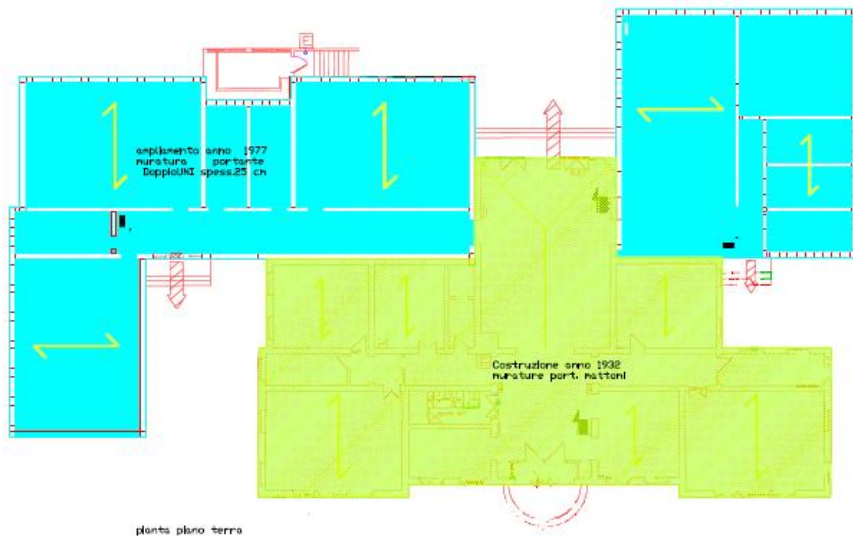 ampliamento anno 1977
muratura portante
DoppioUNI spess.25 cm
Costruzione anno 1932
murature port. mattoni
pianta piano terra